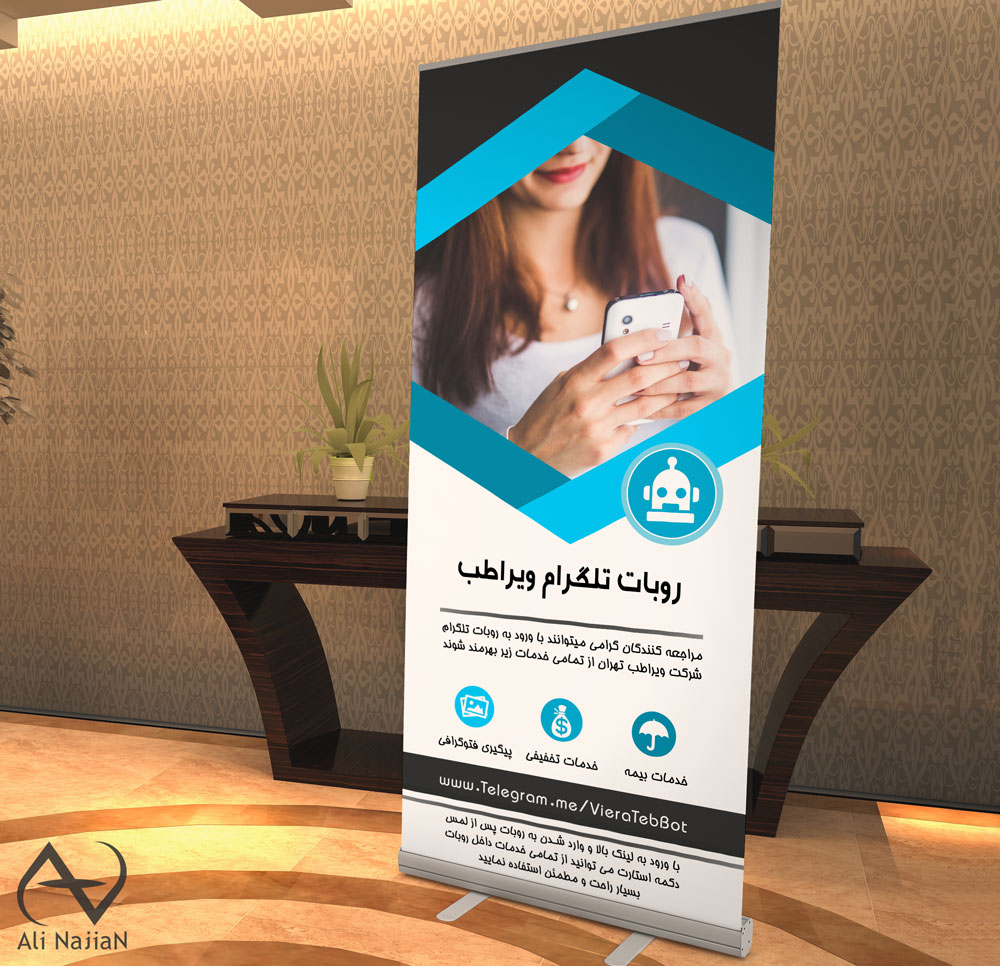 روبات تلگرام ویراطب
مراجعه کنندگان گرامی میتوانند با ورود به روبات تلگرام
شرکت ویراطب تهران از تمامی خدمات زیر بهرمند شوند
خدمات بیمه
خدمات تخفیفی
پیگیری فتوگرافی
www.Telegram.me/VieraTebBot
با ورود به لینک بالا و وارد شدن به روبات پس از لمس
دکمه استارت می توانید از تمامی خدمات داخل روبات
بسیار راحت و مطمئن استفاده نمایید
Ali NajiaN